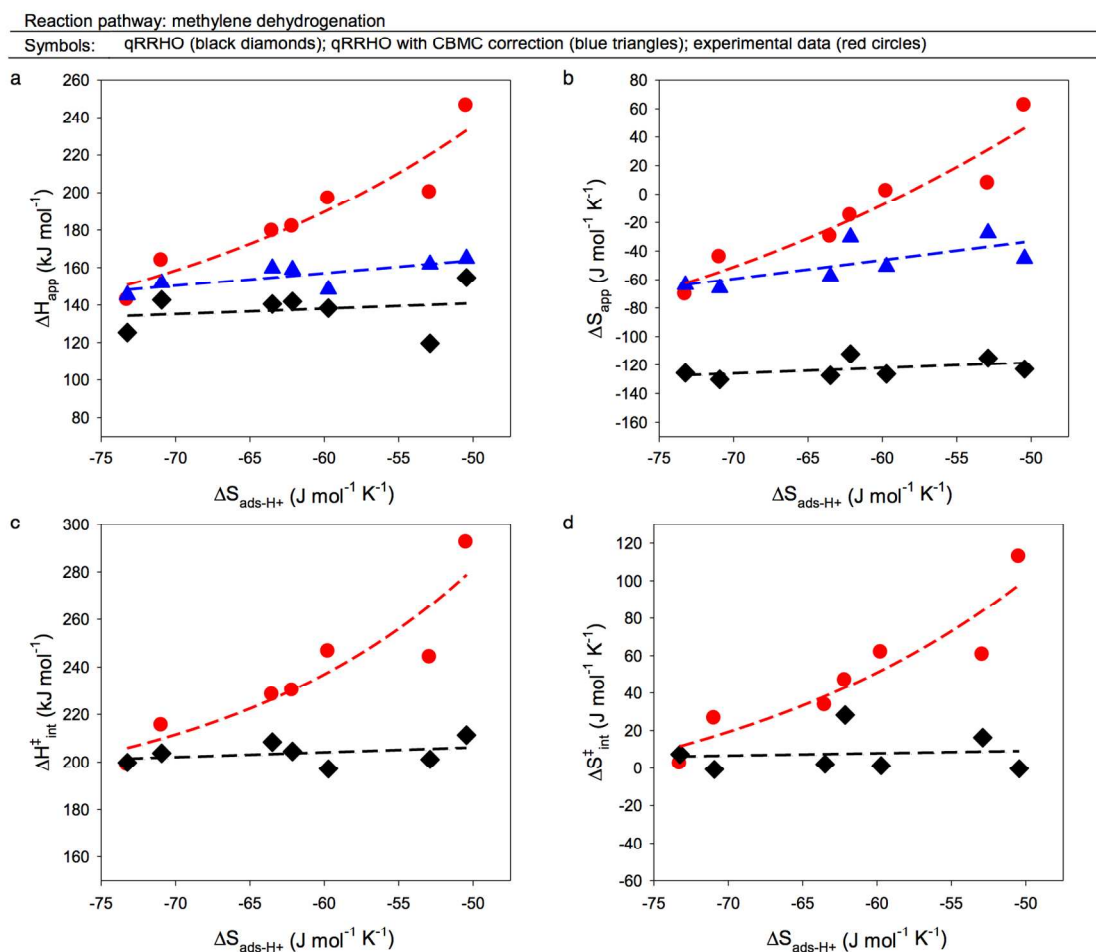 Reaction pathway: methylene dehydrogenation
Symbols: qRRHO (black diamonds); qRRHO with CBMC correction (blue triangles); experimental data (red circles)
a
260
240
220
200
180
160
140
120
100
80
ΔH_app (kJ mol⁻¹)
-75 -70 -65 -60 -55 -50
ΔS_ads-H+ (J mol⁻¹ K⁻¹)
b
80
60
40
20
0
-20
-40
-60
-80
-100
-120
-140
-160
ΔS_app (J mol⁻¹ K⁻¹)
-75 -70 -65 -60 -55 -50
ΔS_ads-H+ (J mol⁻¹ K⁻¹)
c
300
280
260
240
220
200
180
160
ΔH‡_int (kJ mol⁻¹)
-75 -70 -65 -60 -55 -50
ΔS_ads-H+ (J mol⁻¹ K⁻¹)
d
120
100
80
60
40
20
0
-20
-40
-60
ΔS‡_int (J mol⁻¹ K⁻¹)
-75 -70 -65 -60 -55 -50
ΔS_ads-H+ (J mol⁻¹ K⁻¹)